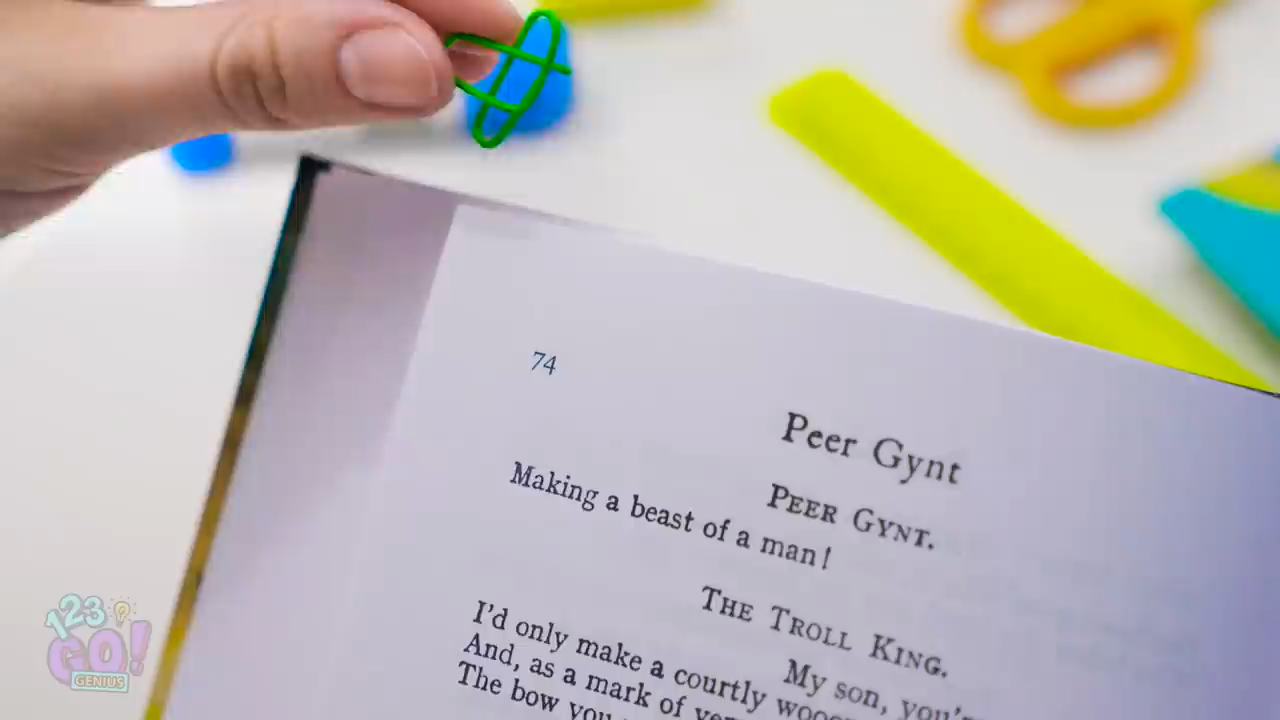 74
Peer Gynt
PEER GYNT.
Making a beast of a man!
THE TROLL KING.
My son,
I'd only make a courtly
And, as a mark of
The bow you
123
GO!
GENIUS